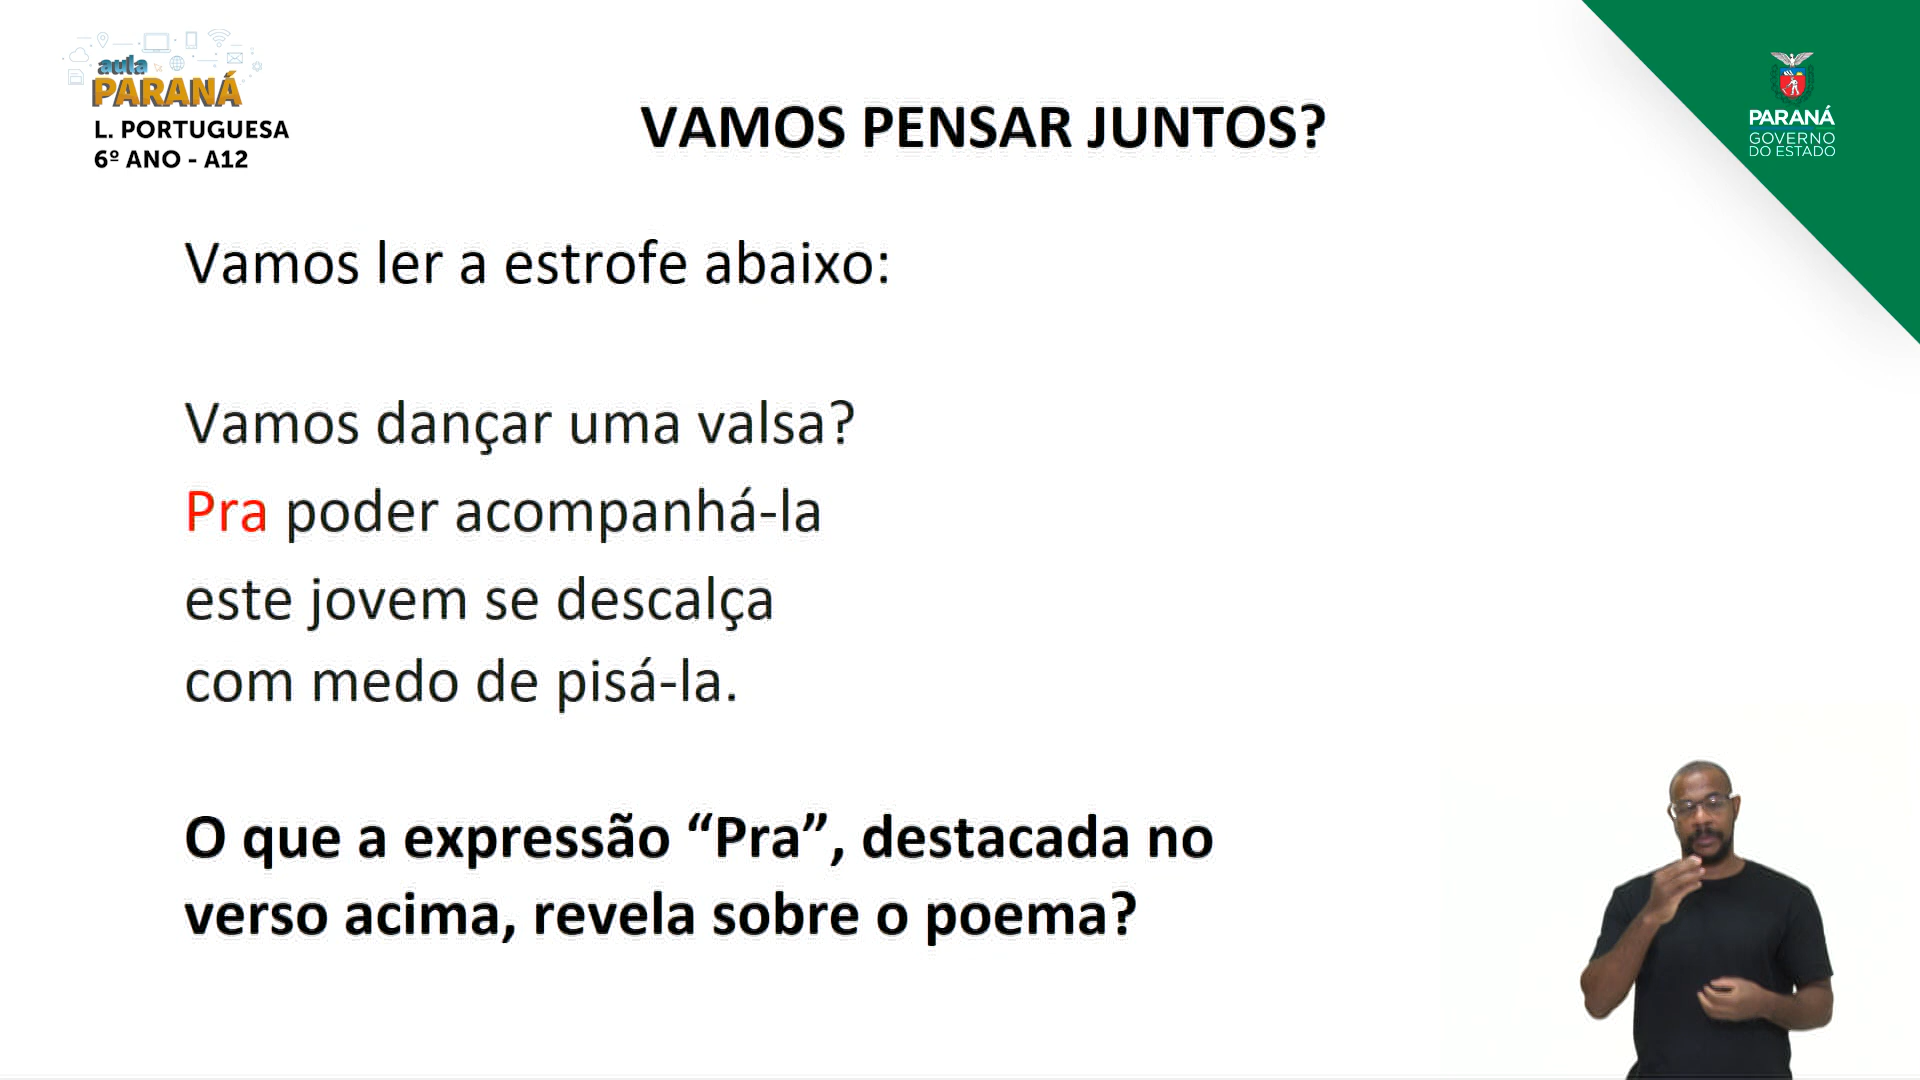 aula
PARANÁ
L. PORTUGUESA
6º ANO - A12
VAMOS PENSAR JUNTOS?
PARANÁ
GOVERNO
DO ESTADO
Vamos ler a estrofe abaixo:
Vamos dançar uma valsa?
Pra poder acompanhá-la
este jovem se descalça
com medo de pisá-la.
O que a expressão “Pra”, destacada no
verso acima, revela sobre o poema?